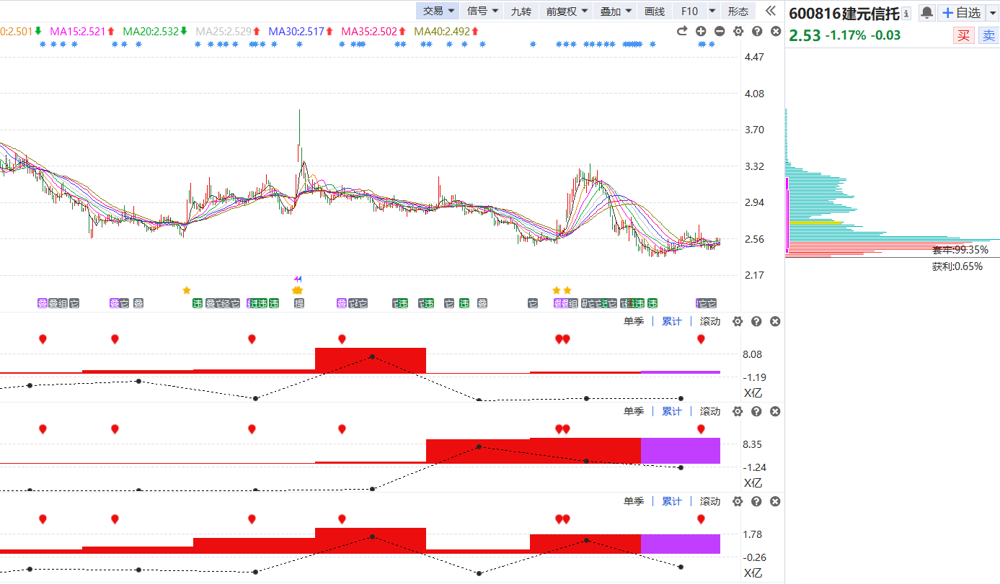 交易 信号 九转 前复权 叠加 画线 F10 形态
600816建元信托 自选
2.53 -1.17% -0.03 买 卖
0:2.501 MA15:2.521 MA20:2.532 MA25:2.529 MA30:2.517 MA35:2.502 MA40:2.492
4.47
4.08
3.70
3.32
2.94
2.56
2.17
套牢:99.35%
获利:0.65%
单季 累计 滚动
8.08
-1.19
X亿
单季 累计 滚动
8.35
-1.24
X亿
单季 累计 滚动
1.78
-0.26
X亿